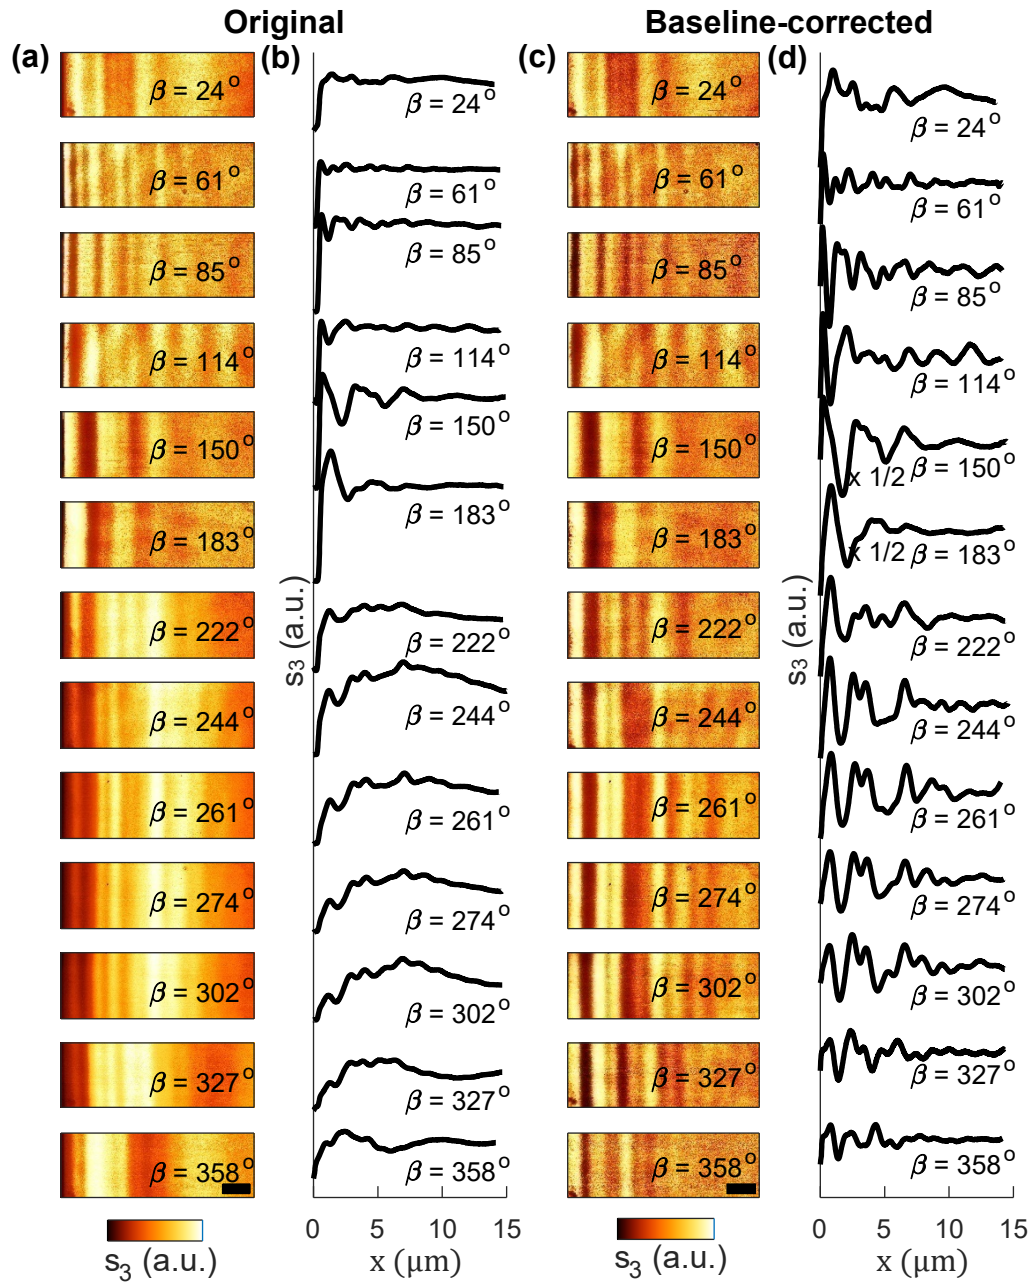 Original
Baseline-corrected
(a)
(b)
(c)
(d)
β = 24°
β = 24°
β = 24°
β = 24°
β = 61°
β = 61°
β = 61°
β = 61°
β = 85°
β = 85°
β = 85°
β = 85°
β = 114°
β = 114°
β = 114°
β = 114°
β = 150°
β = 150°
β = 150°
β = 150°
x 1/2
β = 183°
β = 183°
β = 183°
β = 183°
x 1/2
β = 222°
β = 222°
β = 222°
β = 222°
β = 244°
β = 244°
β = 244°
β = 244°
β = 261°
β = 261°
β = 261°
β = 261°
β = 274°
β = 274°
β = 274°
β = 274°
β = 302°
β = 302°
β = 302°
β = 302°
β = 327°
β = 327°
β = 327°
β = 327°
β = 358°
β = 358°
β = 358°
β = 358°
s₃ (a.u.)
s₃ (a.u.)
0 5 10 15
0 5 10 15
s₃ (a.u.)
x (μm)
s₃ (a.u.)
x (μm)